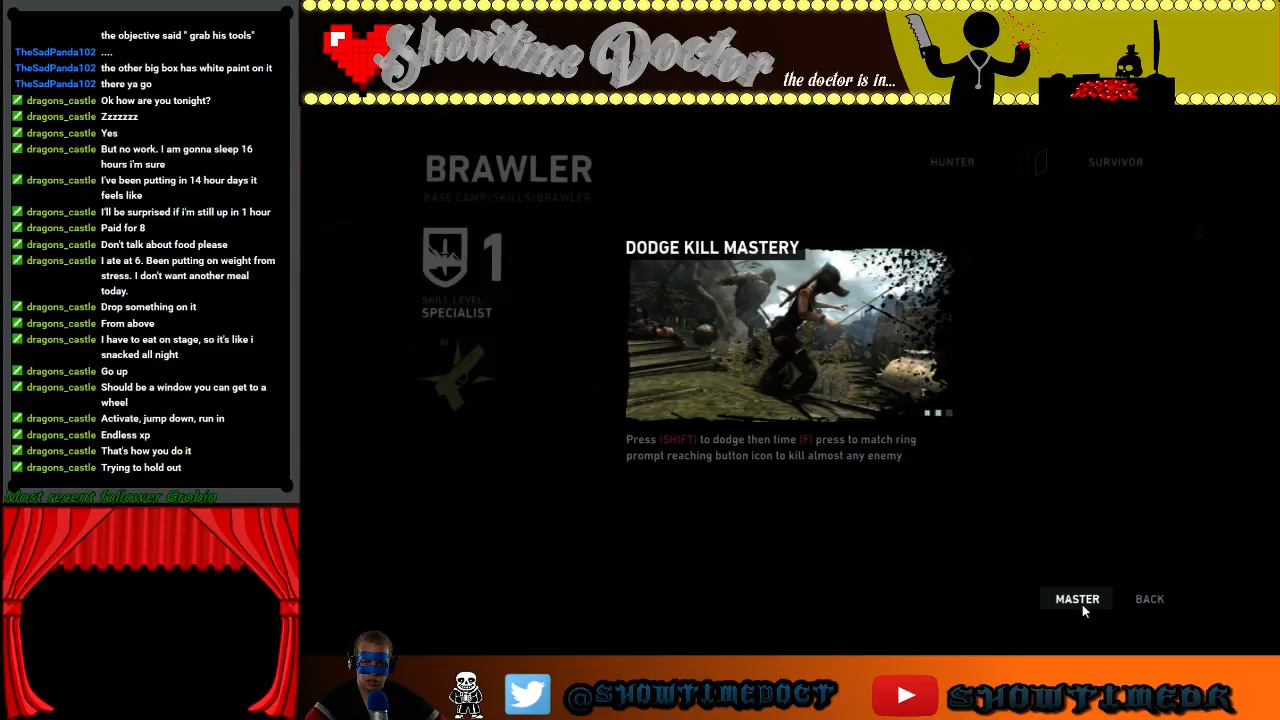 the objective said " grab his tools"
TheSadPanda102 ....
the other big box has white paint on it
TheSadPanda102 there ya go
dragons_castle Ok how are you tonight?
dragons_castle Zzzzzzz
dragons_castle Yes
dragons_castle But no work. I am gonna sleep 16
hours i'm sure
dragons_castle I've been putting in 14 hour days it
feels like
dragons_castle I'll be surprised if i'm still up in 1 hour
dragons_castle Paid for 8
dragons_castle Don't talk about food please
dragons_castle I ate at 6. Been putting on weight from
stress. I don't want another meal
today.
dragons_castle Drop something on it
dragons_castle From above
dragons_castle I have to eat on stage, so it's like i
snacked all night
dragons_castle Go up
dragons_castle Should be a window you can get to a
wheel
dragons_castle Activate, jump down, run in
dragons_castle Endless xp
dragons_castle That's how you do it
dragons_castle Trying to hold out
Most recent follower Grobin
Showtime Doctor
the doctor is in...
BRAWLER
BASE CAMP/SKILLS/BRAWLER
HUNTER
SURVIVOR
1
SKILL LEVEL:
SPECIALIST
N
DODGE KILL MASTERY
Press [SHIFT] to dodge then time [F] press to match ring
prompt reaching button icon to kill almost any enemy
MASTER
BACK
@SHOWTIMEDOCT
SHOWTIMEDR